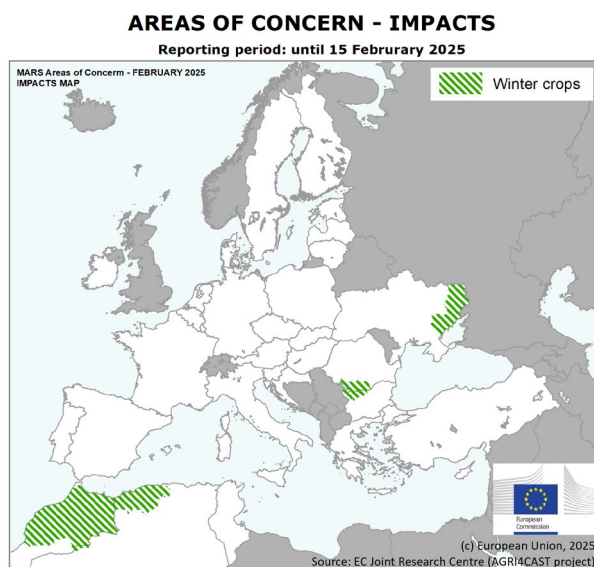 AREAS OF CONCERN - IMPACTS
Reporting period: until 15 Februrary 2025
MARS Areas of Concerm - FEBRUARY 2025
IMPACTS MAP
Winter crops
European
Commission
(c) European Union, 2025
Source: EC Joint Research Centre (AGRI4CAST project)